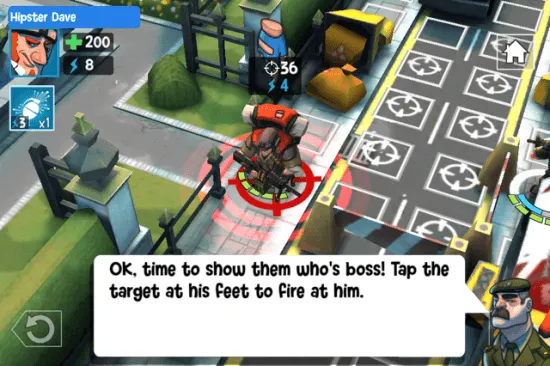 Hipster Dave
200
8
36
4
3 x1
OK, time to show them who's boss! Tap the
target at his feet to fire at him.